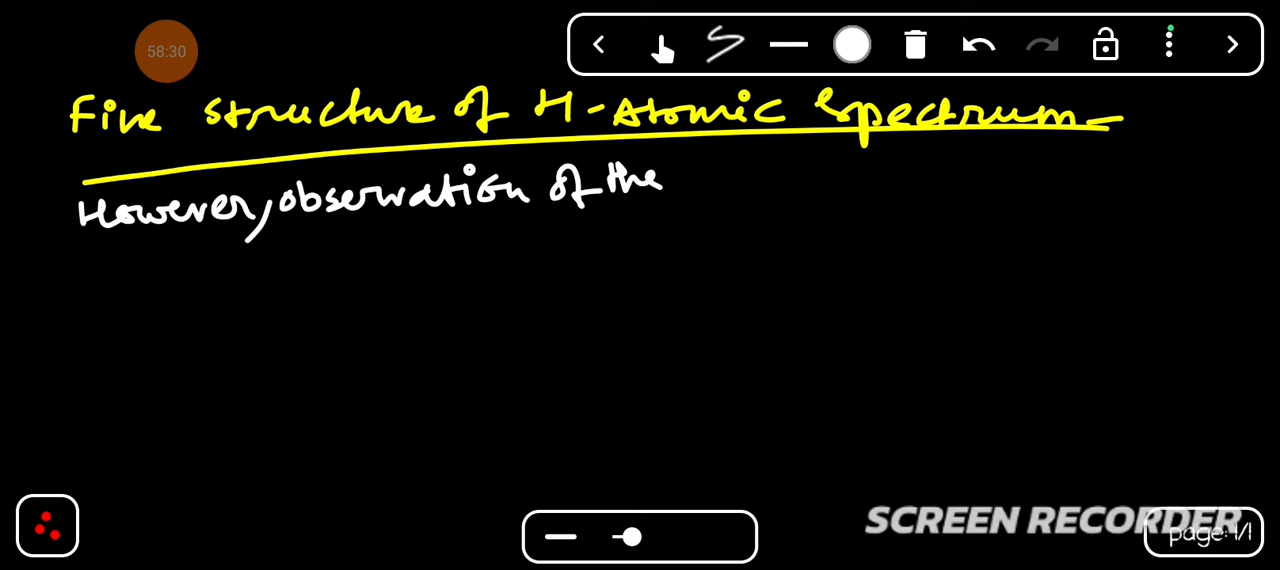 58:30
Fine structure of H-Atomic Spectrum-
However, observation of the
SCREEN RECORDER
page:1/1